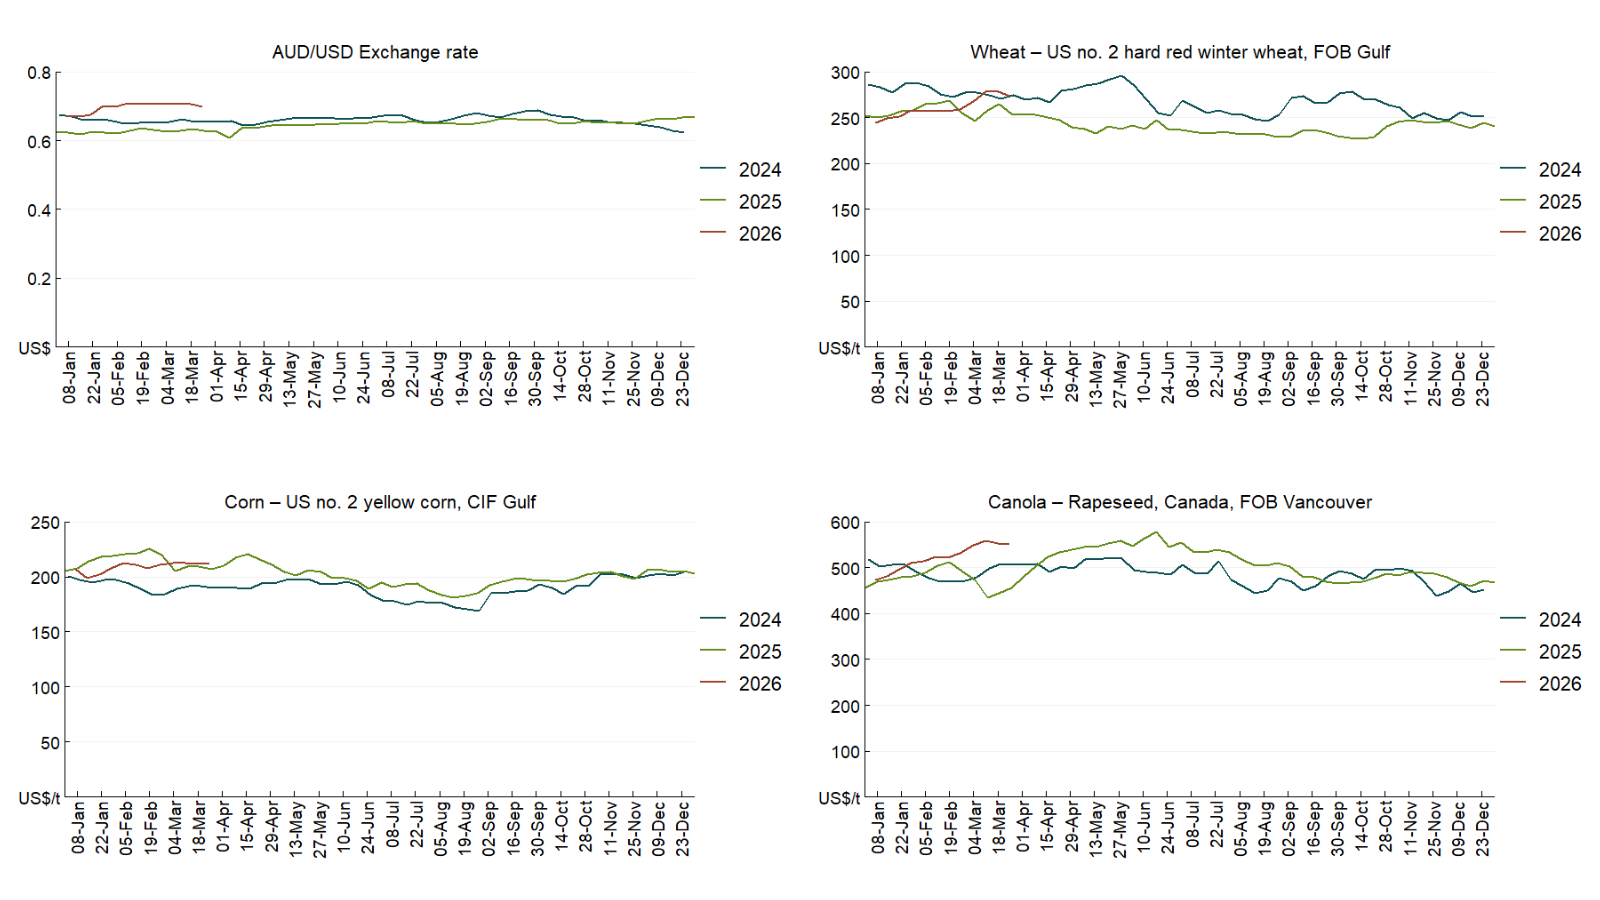 AUD/USD Exchange rate
0.8
0.6
0.4
0.2
US$
08-Jan
22-Jan
05-Feb
19-Feb
04-Mar
18-Mar
01-Apr
15-Apr
29-Apr
13-May
27-May
10-Jun
24-Jun
08-Jul
22-Jul
05-Aug
19-Aug
02-Sep
16-Sep
30-Sep
14-Oct
28-Oct
11-Nov
25-Nov
09-Dec
23-Dec
2024
2025
2026
Wheat – US no. 2 hard red winter wheat, FOB Gulf
300
250
200
150
100
50
US$/t
08-Jan
22-Jan
05-Feb
19-Feb
04-Mar
18-Mar
01-Apr
15-Apr
29-Apr
13-May
27-May
10-Jun
24-Jun
08-Jul
22-Jul
05-Aug
19-Aug
02-Sep
16-Sep
30-Sep
14-Oct
28-Oct
11-Nov
25-Nov
09-Dec
23-Dec
2024
2025
2026
Corn – US no. 2 yellow corn, CIF Gulf
250
200
150
100
50
US$/t
08-Jan
22-Jan
05-Feb
19-Feb
04-Mar
18-Mar
01-Apr
15-Apr
29-Apr
13-May
27-May
10-Jun
24-Jun
08-Jul
22-Jul
05-Aug
19-Aug
02-Sep
16-Sep
30-Sep
14-Oct
28-Oct
11-Nov
25-Nov
09-Dec
23-Dec
2024
2025
2026
Canola – Rapeseed, Canada, FOB Vancouver
600
500
400
300
200
100
US$/t
08-Jan
22-Jan
05-Feb
19-Feb
04-Mar
18-Mar
01-Apr
15-Apr
29-Apr
13-May
27-May
10-Jun
24-Jun
08-Jul
22-Jul
05-Aug
19-Aug
02-Sep
16-Sep
30-Sep
14-Oct
28-Oct
11-Nov
25-Nov
09-Dec
23-Dec
2024
2025
2026